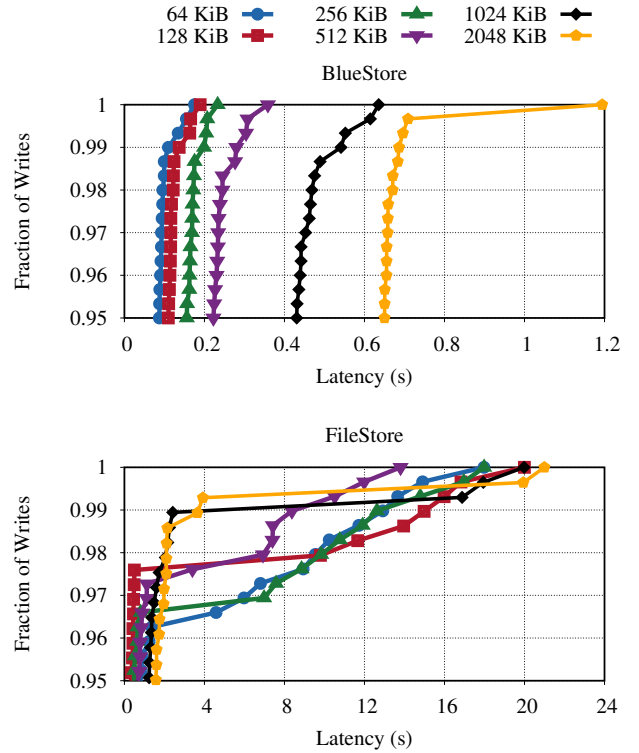 64 KiB 256 KiB 1024 KiB
128 KiB 512 KiB 2048 KiB
BlueStore
1
0.99
0.98
0.97
0.96
0.95
Fraction of Writes
0 0.2 0.4 0.6 0.8 1 1.2
Latency (s)
FileStore
1
0.99
0.98
0.97
0.96
0.95
Fraction of Writes
0 4 8 12 16 20 24
Latency (s)